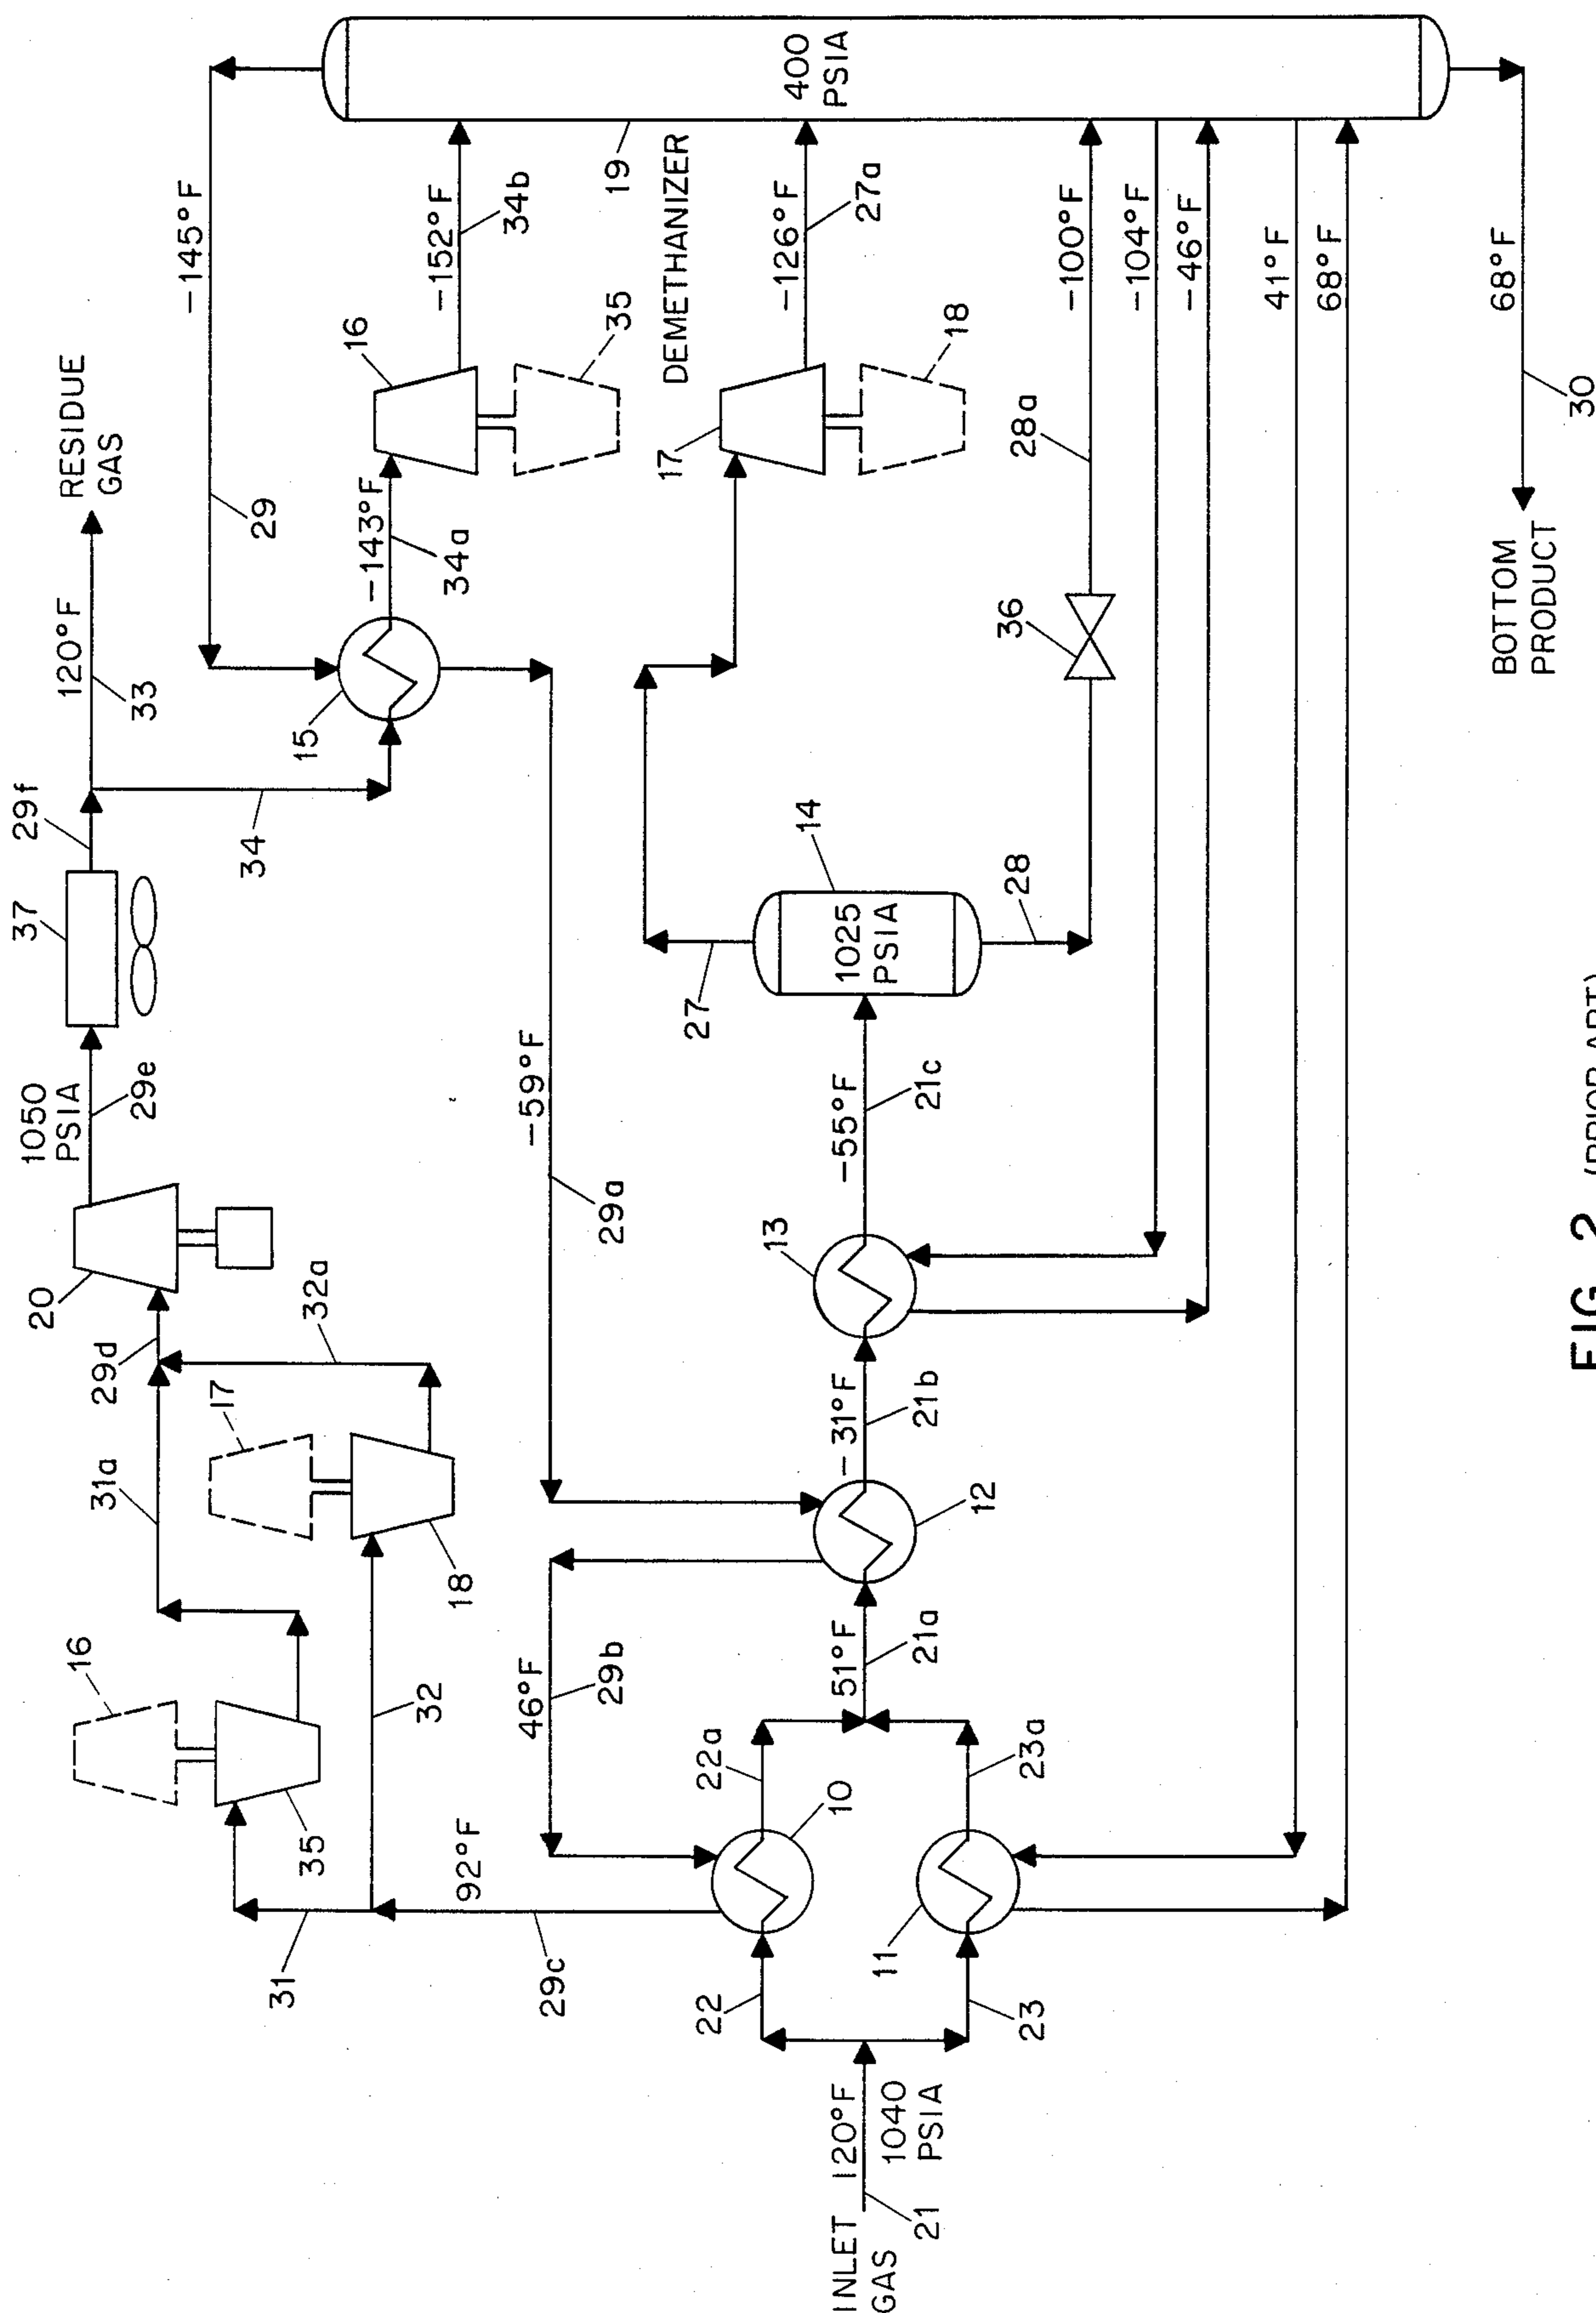 1050
PSIA
37
29f
20
29e
120°F
33
RESIDUE
GAS
16
31a
29d
17
32a
34
-145°F
29
31
35
32
18
15
16
92°F
-143°F
34a
-152°F
34b
46°F
29b
-59°F
29a
35
29c
22
22a
10
27
17
DEMETHANIZER
19
400
PSIA
INLET
GAS
120°F
21
1040
PSIA
11
51°F
21a
-31°F
21b
13
-55°F
21c
14
1025
PSIA
-126°F
27a
18
12
23
23a
28
36
28a
-100°F
-104°F
-46°F
41°F
68°F
68°F
BOTTOM
PRODUCT
30
FIG. 2 (PRIOR ART)